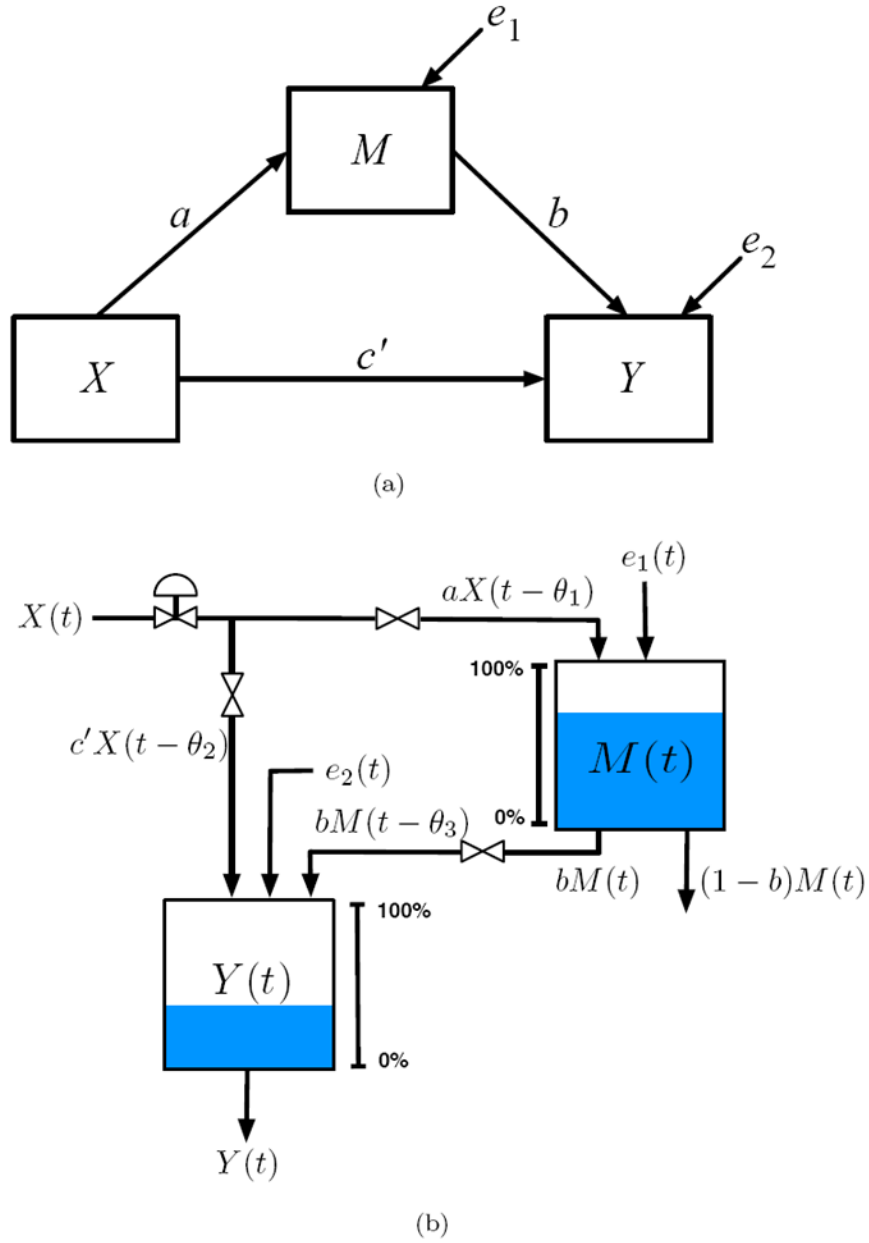 e₁
M
a
b
e₂
c′
X
Y
(a)
e₁(t)
aX(t − θ₁)
X(t)
100%
M(t)
c′X(t − θ₂)
e₂(t)
0%
bM(t − θ₃)
bM(t)
(1 − b)M(t)
100%
Y(t)
0%
Y(t)
(b)